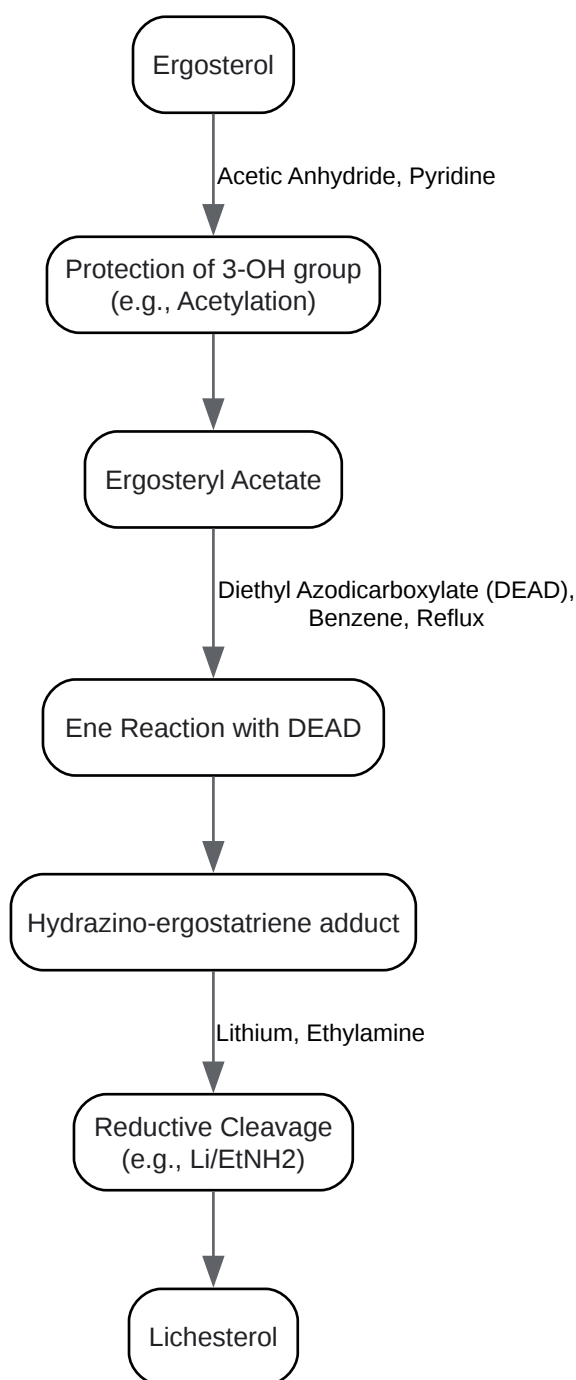 Ergosterol
Acetic Anhydride, Pyridine
Protection of 3-OH group
(e.g., Acetylation)
Ergosteryl Acetate
Diethyl Azodicarboxylate (DEAD),
Benzene, Reflux
Ene Reaction with DEAD
Hydrazino-ergostatriene adduct
Lithium, Ethylamine
Reductive Cleavage
(e.g., Li/EtNH2)
Lichesterol